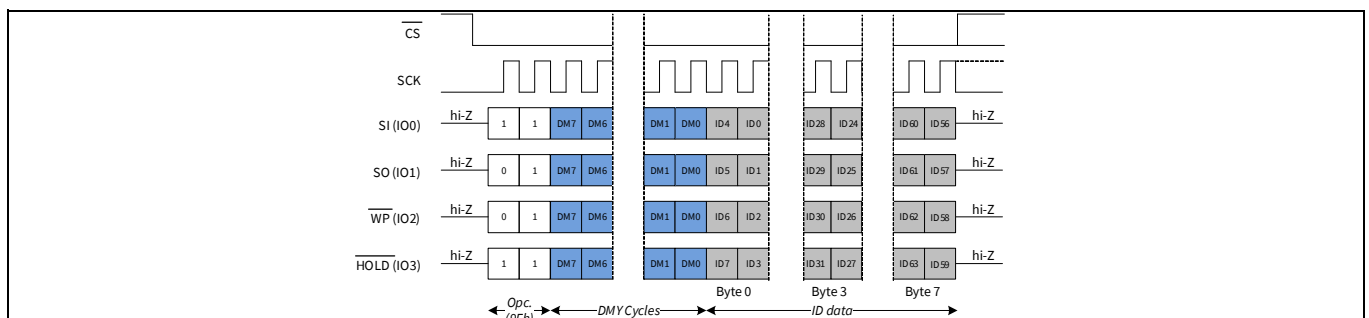 CS
SCK
SI (IO0) hi-Z 1 1 DM7 DM6 DM1 DM0 ID4 ID0 ID28 ID24 ID60 ID56 hi-Z
SO (IO1) hi-Z 0 1 DM7 DM6 DM1 DM0 ID5 ID1 ID29 ID25 ID61 ID57 hi-Z
WP (IO2) hi-Z 0 1 DM7 DM6 DM1 DM0 ID6 ID2 ID30 ID26 ID62 ID58 hi-Z
HOLD (IO3) hi-Z 1 1 DM7 DM6 DM1 DM0 ID7 ID3 ID31 ID27 ID63 ID59 hi-Z
Byte 0 Byte 3 Byte 7
Opc. DMY Cycles ID data